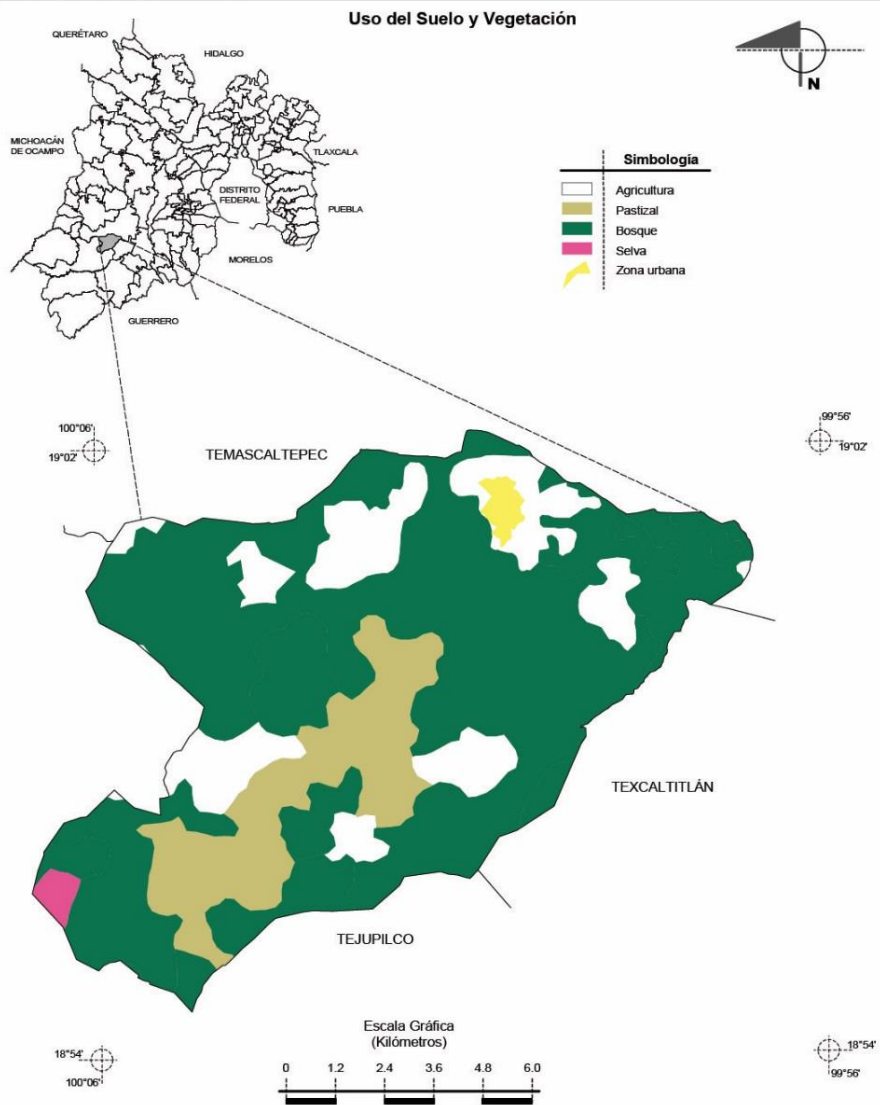 Uso del Suelo y Vegetación
QUERÉTARO
HIDALGO
MICHOACÁN
DE OCAMPO
TLAXCALA
DISTRITO
FEDERAL
PUEBLA
MORELOS
GUERRERO
N
Simbología
Agricultura
Pastizal
Bosque
Selva
Zona urbana
100°06'
19°02'
99°56'
19°02'
TEMASCALTEPEC
TEXCALTITLÁN
TEJUPILCO
18°54'
100°06'
18°54'
99°56'
Escala Gráfica
(Kilómetros)
0 1.2 2.4 3.6 4.8 6.0